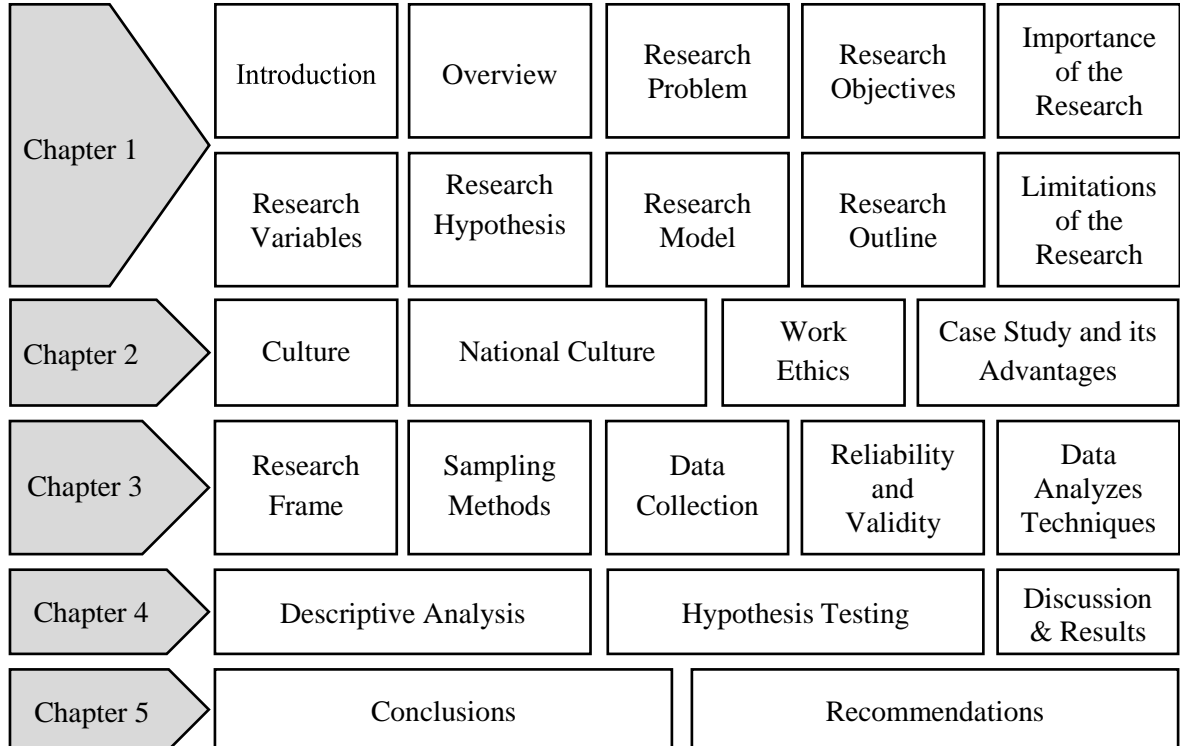 Chapter 1
Introduction
Overview
Research
Problem
Research
Objectives
Importance
of the
Research
Research
Variables
Research
Hypothesis
Research
Model
Research
Outline
Limitations
of the
Research
Chapter 2
Culture
National Culture
Work
Ethics
Case Study and its
Advantages
Chapter 3
Research
Frame
Sampling
Methods
Data
Collection
Reliability
and
Validity
Data
Analyzes
Techniques
Chapter 4
Descriptive Analysis
Hypothesis Testing
Discussion
& Results
Chapter 5
Conclusions
Recommendations